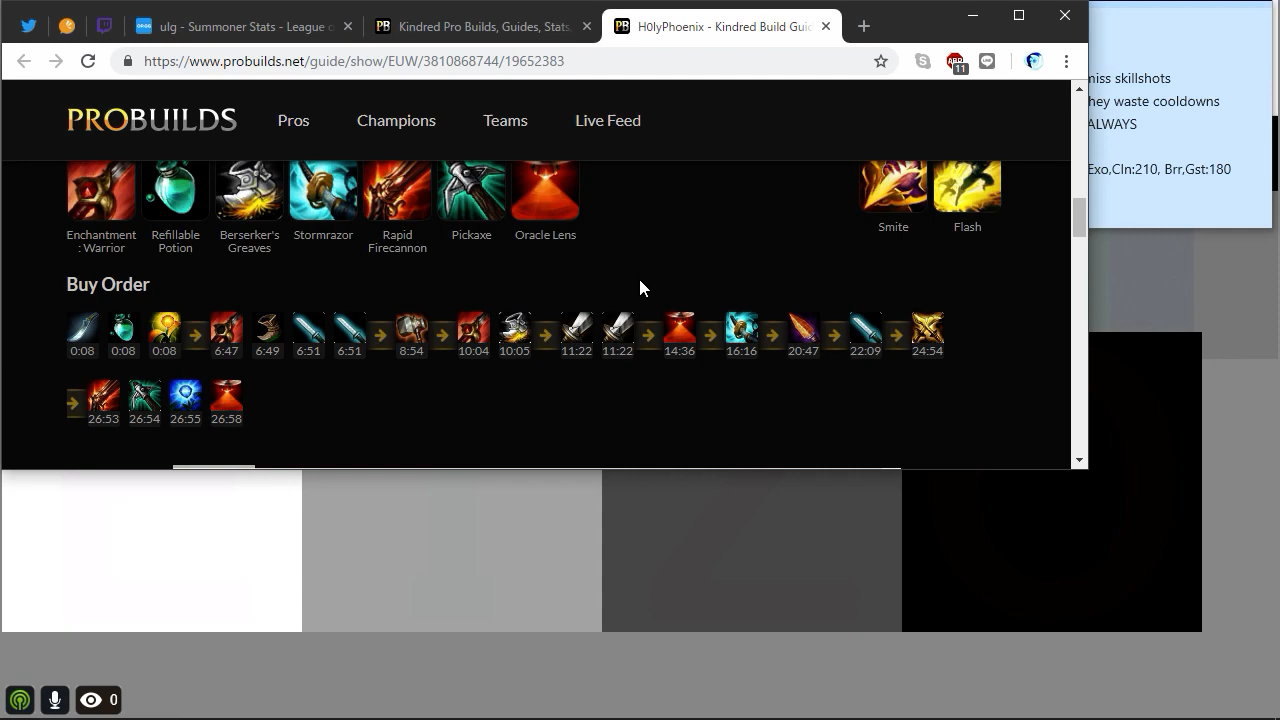 ulg - Summoner Stats - League o
Kindred Pro Builds, Guides, Stats,
H0lyPhoenix - Kindred Build Guid
https://www.probuilds.net/guide/show/EUW/3810868744/19652383
11
PROBUILDS
Pros
Champions
Teams
Live Feed
Enchantment
: Warrior
Refillable
Potion
Berserker's
Greaves
Stormrazor
Rapid
Firecannon
Pickaxe
Oracle Lens
Smite
Flash
Buy Order
0:08 0:08 0:08 6:47 6:49 6:51 6:51 8:54 10:04 10:05 11:22 11:22 14:36 16:16 20:47 22:09 24:54
26:53 26:54 26:55 26:58
miss skillshots
hey waste cooldowns
ALWAYS
Exo,Cln:210, Brr,Gst:180
0